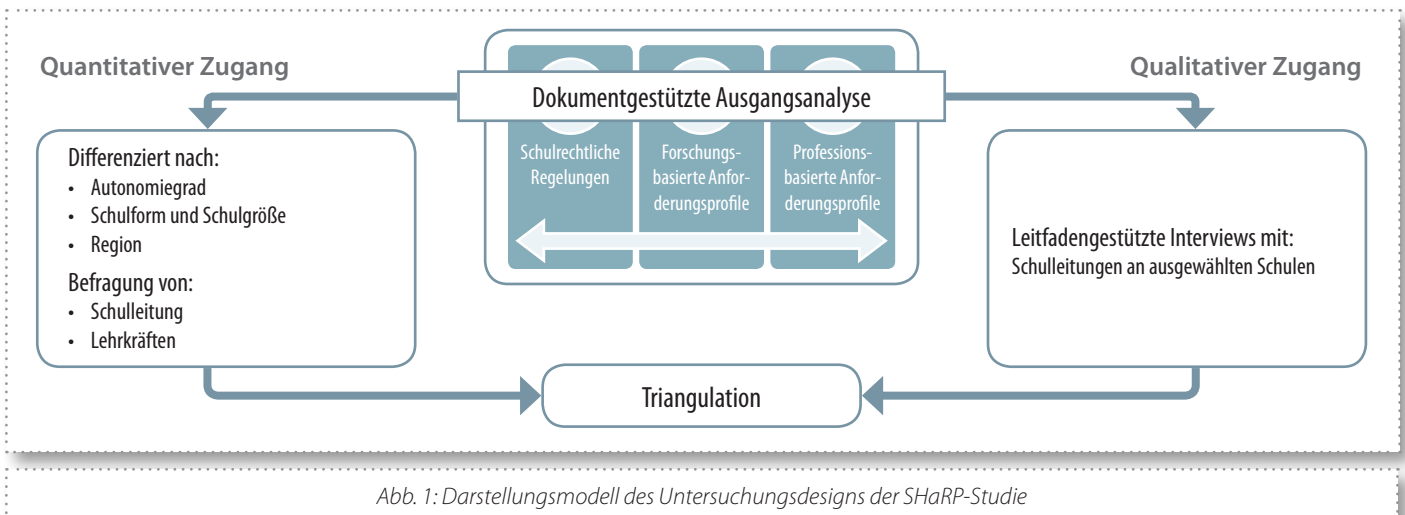 Quantitativer Zugang
Qualitativer Zugang
Dokumentgestützte Ausgangsanalyse
Schulrechtliche
Regelungen
Forschungs-
basierte Anfor-
derungsprofile
Professions-
basierte Anfor-
derungsprofile
Differenziert nach:
• Autonomiegrad
• Schulform und Schulgröße
• Region
Befragung von:
• Schulleitung
• Lehrkräften
Leitfadengestützte Interviews mit:
Schulleitungen an ausgewählten Schulen
Triangulation
Abb. 1: Darstellungsmodell des Untersuchungsdesigns der SHaRP-Studie